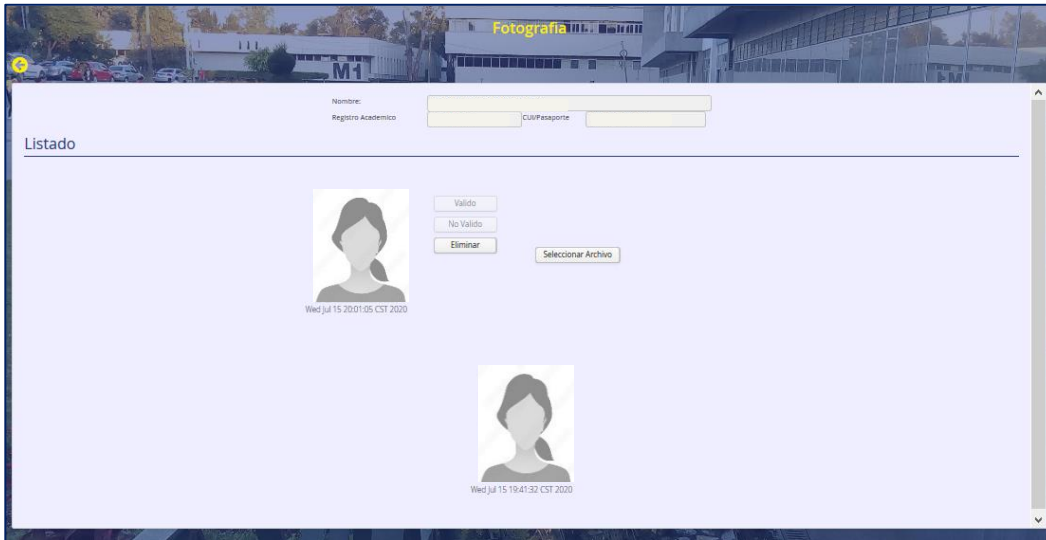 Fotografía
M1
Nombre:
Registro Academico
CUI/Pasaporte
Listado
Valido
No Valido
Eliminar
Seleccionar Archivo
Wed Jul 15 20:01:05 CST 2020
Wed Jul 15 19:41:32 CST 2020